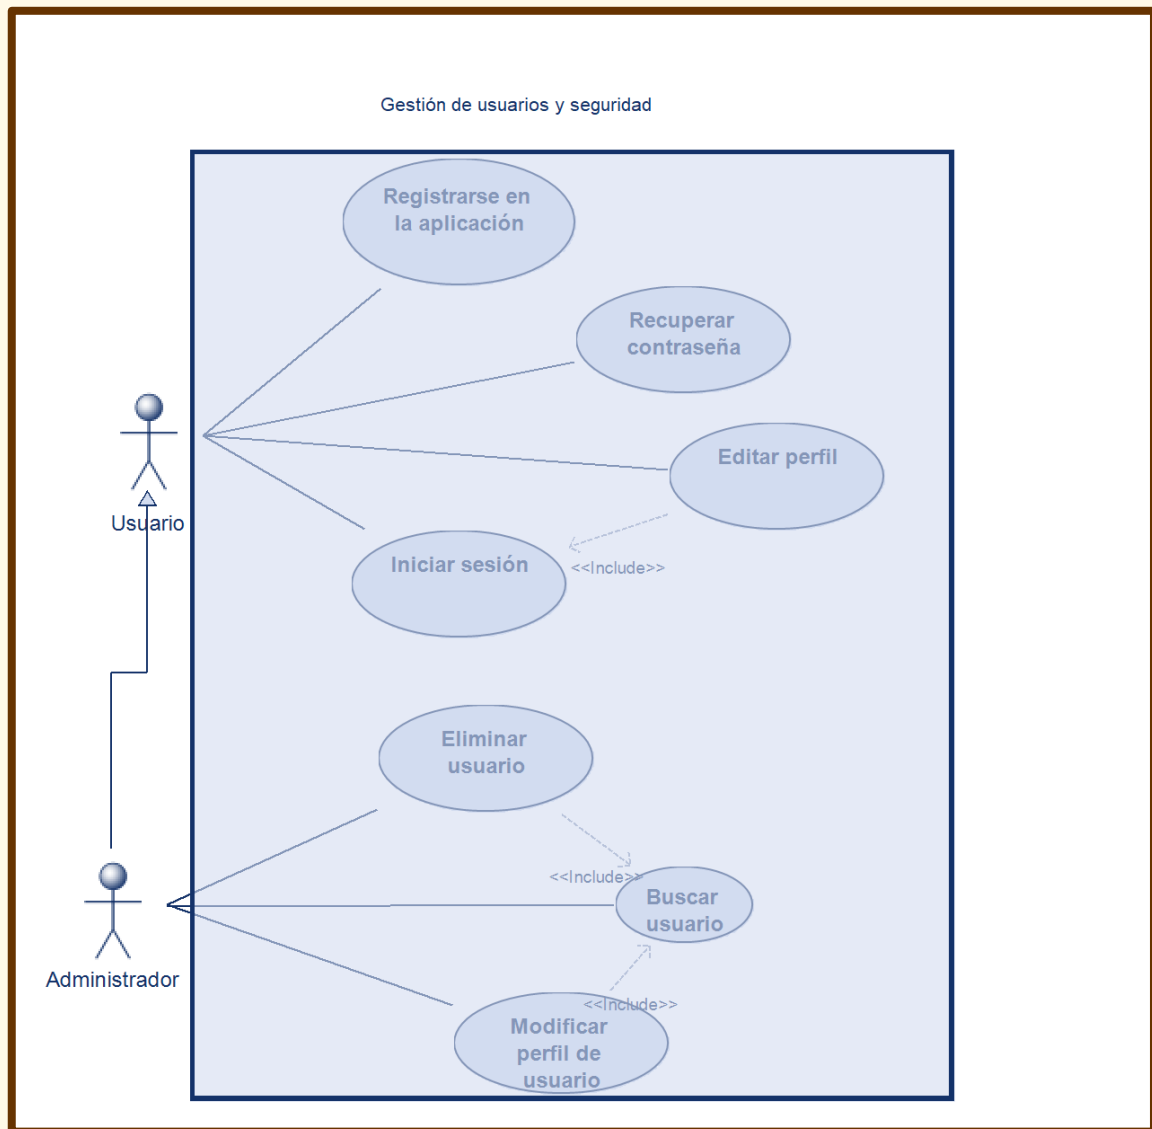 Gestión de usuarios y seguridad
Registrarse en
la aplicación
Recuperar
contraseña
Editar perfil
Usuario
Iniciar sesión
<<Include>>
Eliminar
usuario
<<Include>>
Buscar
usuario
Administrador
<<Include>>
Modificar
perfil de
usuario